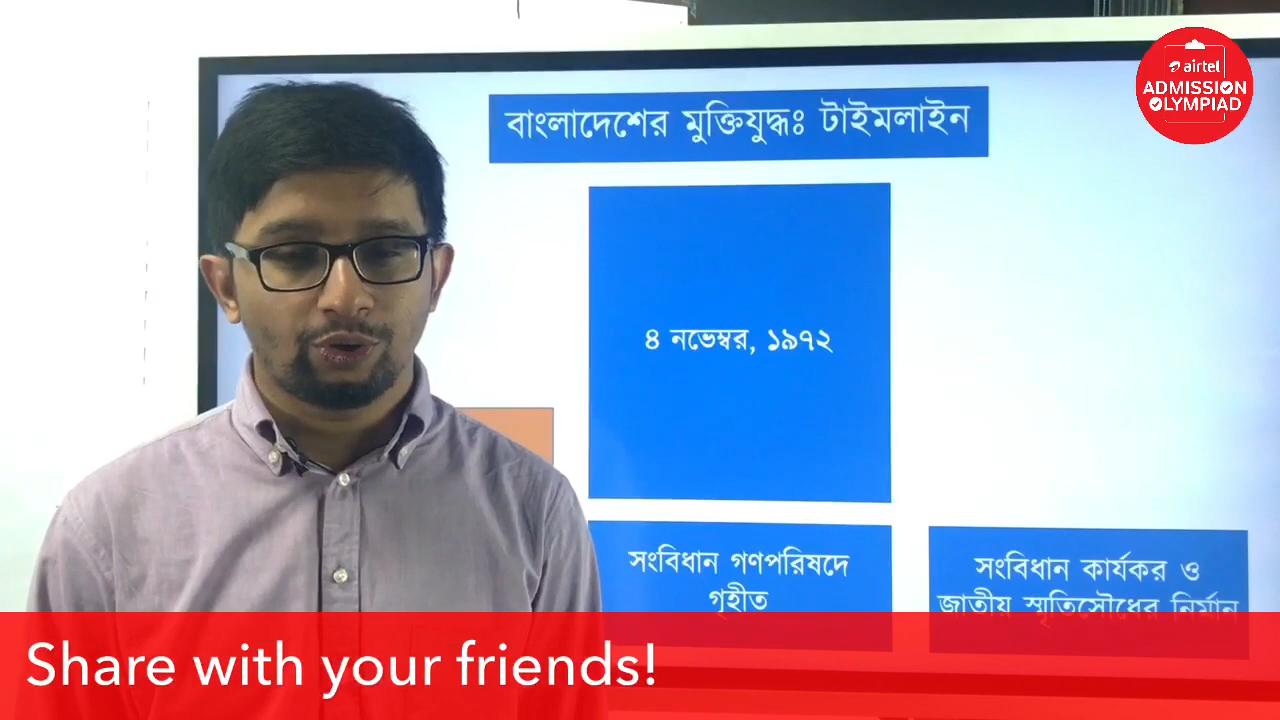 airtel
ADMISSION
OLYMPIAD
বাংলাদেশের মুক্তিযুদ্ধঃ টাইমলাইন
৪ নভেম্বর, ১৯৭২
সংবিধান গণপরিষদে
গৃহীত
সংবিধান কার্যকর ও
জাতীয় স্মৃতিসৌধের নির্মান
Share with your friends!